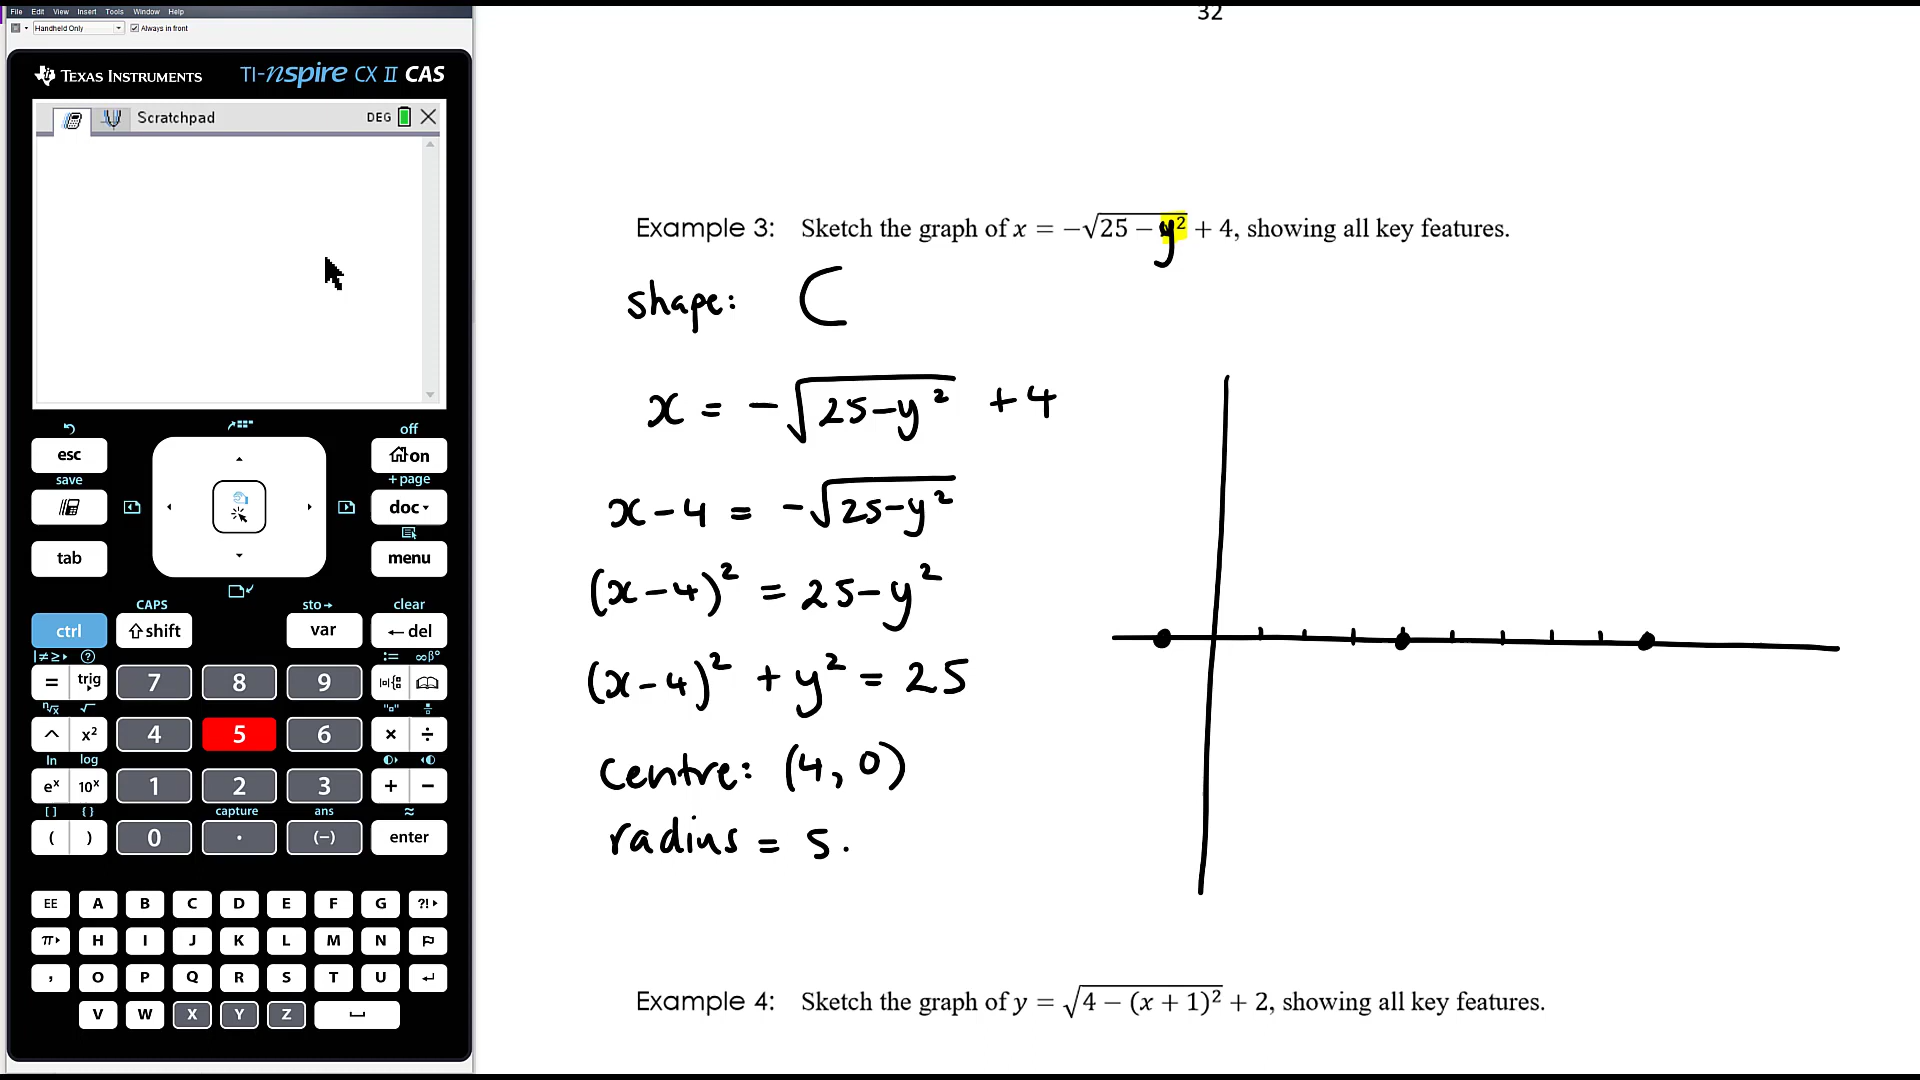 File Edit View Insert Tools Window Help
Handheld Only Always in front
TEXAS INSTRUMENTS TI-nspire CX II CAS
Scratchpad DEG
off
esc on
save + page
doc
tab menu
CAPS sto→ clear
ctrl ⇧shift var ←del
|≠≥▸ ? := ∞β°
= trig 7 8 9
ⁿ√x √ "▫"
^ x² 4 5 6 × ÷
ln log
eˣ 10ˣ 1 2 3 + −
[ ] { } capture ans ≈
( ) 0 . (−) enter
EE A B C D E F G ?!▸
π▸ H I J K L M N
, O P Q R S T U ↵
V W X Y Z
32
Example 3: Sketch the graph of x = −√25 − y² + 4, showing all key features.
shape:
x = −√25−y² +4
x−4 = −√25−y²
(x−4)² = 25−y²
(x−4)² + y² = 25
centre: (4, 0)
radius = 5.
Example 4: Sketch the graph of y = √4 − (x + 1)² + 2, showing all key features.